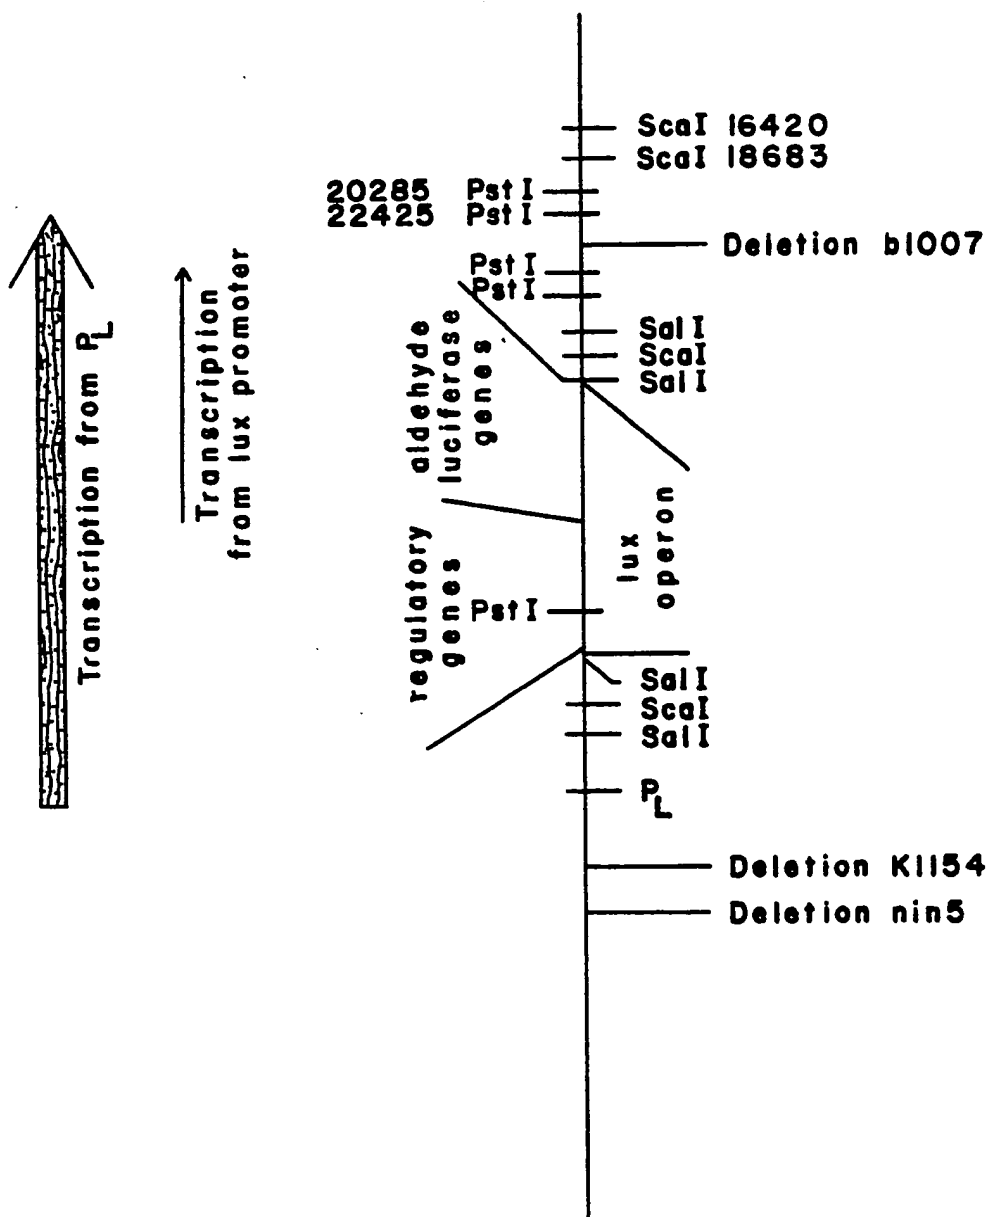 ScaI 16420
ScaI 18683
20285 PstI
22425 PstI
Deletion b1007
PstI
PstI
SalI
ScaI
SalI
Transcription from PL
Transcription
from lux promoter
aldehyde
luciferase
genes
lux
operon
regulatory
genes
PstI
SalI
ScaI
SalI
PL
Deletion K1154
Deletion nin5